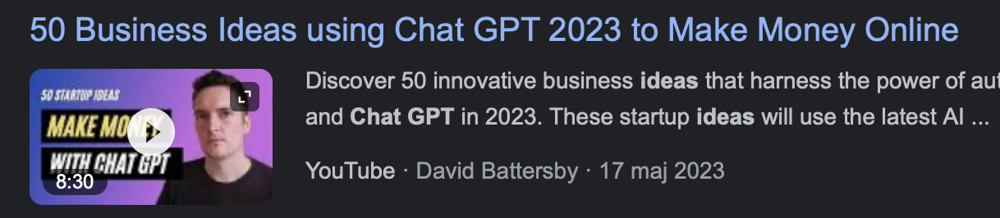 50 Business Ideas using Chat GPT 2023 to Make Money Online
50 STARTUP IDEAS
MAKE MONEY
WITH CHAT GPT
8:30
Discover 50 innovative business ideas that harness the power of aut
and Chat GPT in 2023. These startup ideas will use the latest AI ...
YouTube · David Battersby · 17 maj 2023